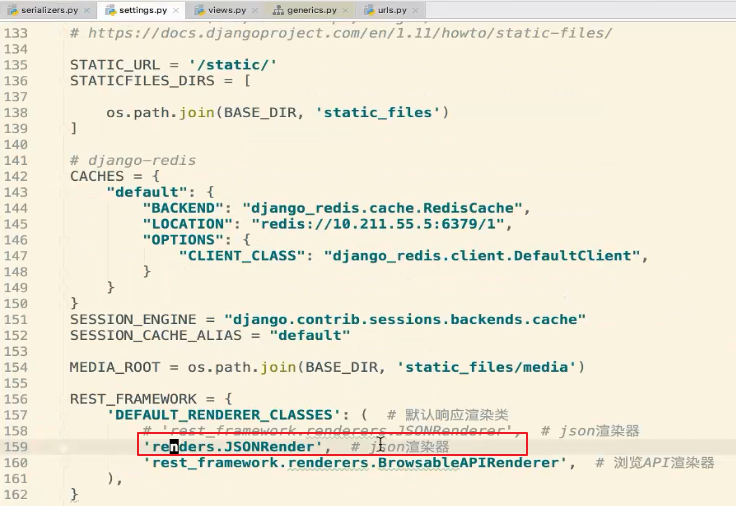 serializers.py settings.py views.py generics.py urls.py
133 # https://docs.djangoproject.com/en/1.11/howto/static-files/
134
135 STATIC_URL = '/static/'
136 STATICFILES_DIRS = [
137
138 os.path.join(BASE_DIR, 'static_files')
139 ]
140
141 # django-redis
142 CACHES = {
143 "default": {
144 "BACKEND": "django_redis.cache.RedisCache",
145 "LOCATION": "redis://10.211.55.5:6379/1",
146 "OPTIONS": {
147 "CLIENT_CLASS": "django_redis.client.DefaultClient",
148 }
149 }
150 }
151 SESSION_ENGINE = "django.contrib.sessions.backends.cache"
152 SESSION_CACHE_ALIAS = "default"
153
154 MEDIA_ROOT = os.path.join(BASE_DIR, 'static_files/media')
155
156 REST_FRAMEWORK = {
157 'DEFAULT_RENDERER_CLASSES': ( # 默认响应渲染类
158 # 'rest_framework.renderers.JSONRenderer', # json渲染器
159 'renders.JSONRender', # json渲染器
160 'rest_framework.renderers.BrowsableAPIRenderer', # 浏览API渲染器
161 ),
162 }